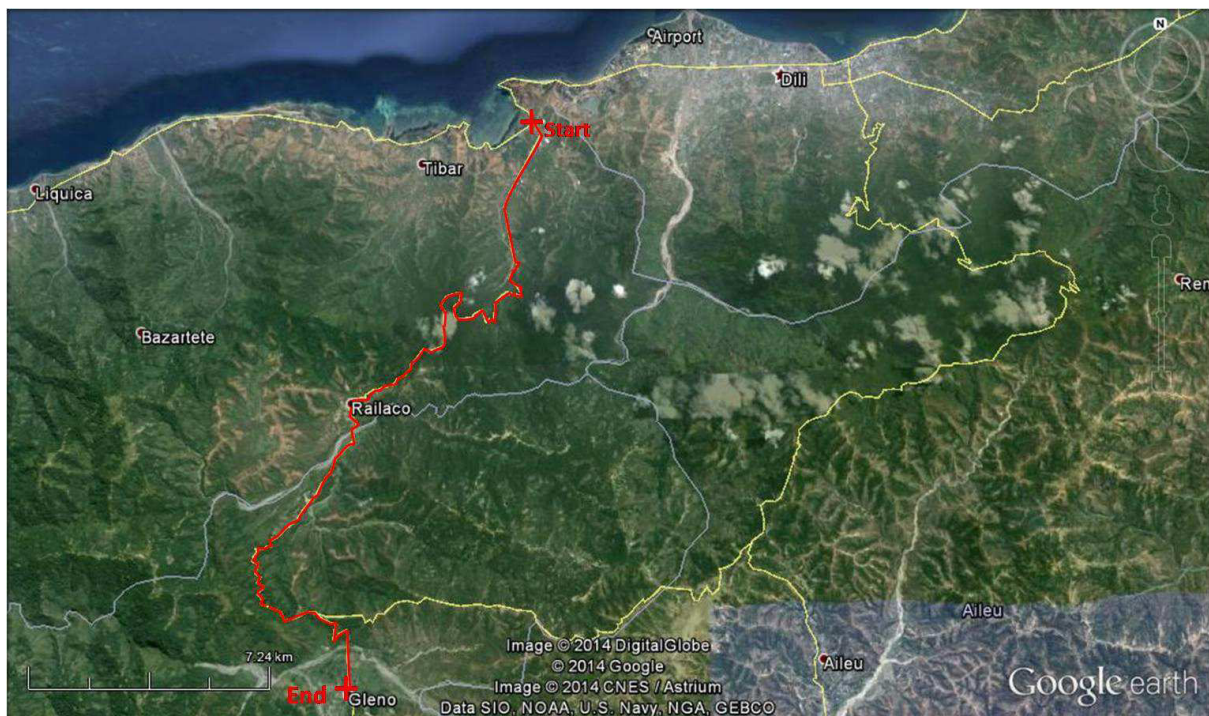 N
Airport
Dili
Start
Tibar
Liquica
Bazartete
Railaco
Aileu
7.24 km
Image © 2014 DigitalGlobe
© 2014 Google
Aileu
Image © 2014 CNES / Astrium
Google earth
End
Gleno
Data SIO, NOAA, U.S. Navy, NGA, GEBCO